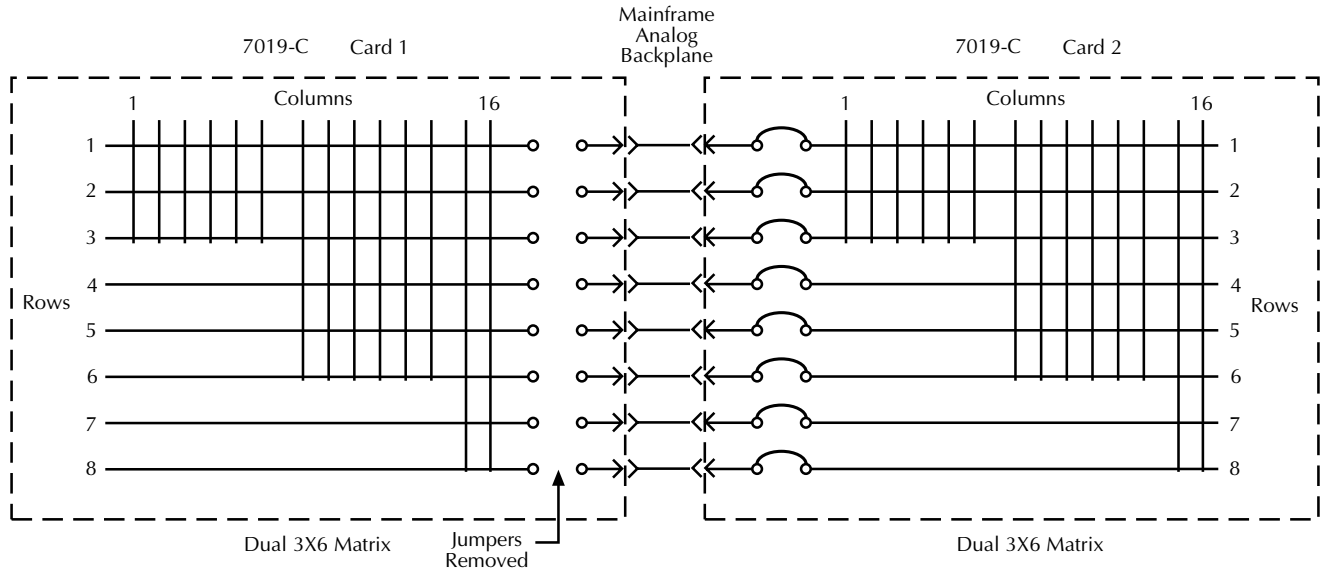 Mainframe
Analog
Backplane
7019-C Card 1
7019-C Card 2
1 Columns 16
1 Columns 16
1
2
3
4
5
6
7
8
Rows
1
2
3
4
5
6
7
8
Rows
Dual 3X6 Matrix
Jumpers
Removed
Dual 3X6 Matrix